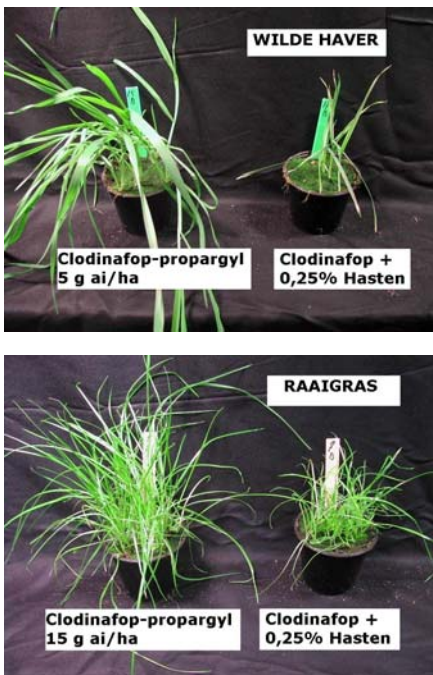 WILDE HAVER
Clodinafop-propargyl
5 g ai/ha
Clodinafop +
0,25% Hasten
RAAIGRAS
Clodinafop-propargyl
15 g ai/ha
Clodinafop +
0,25% Hasten